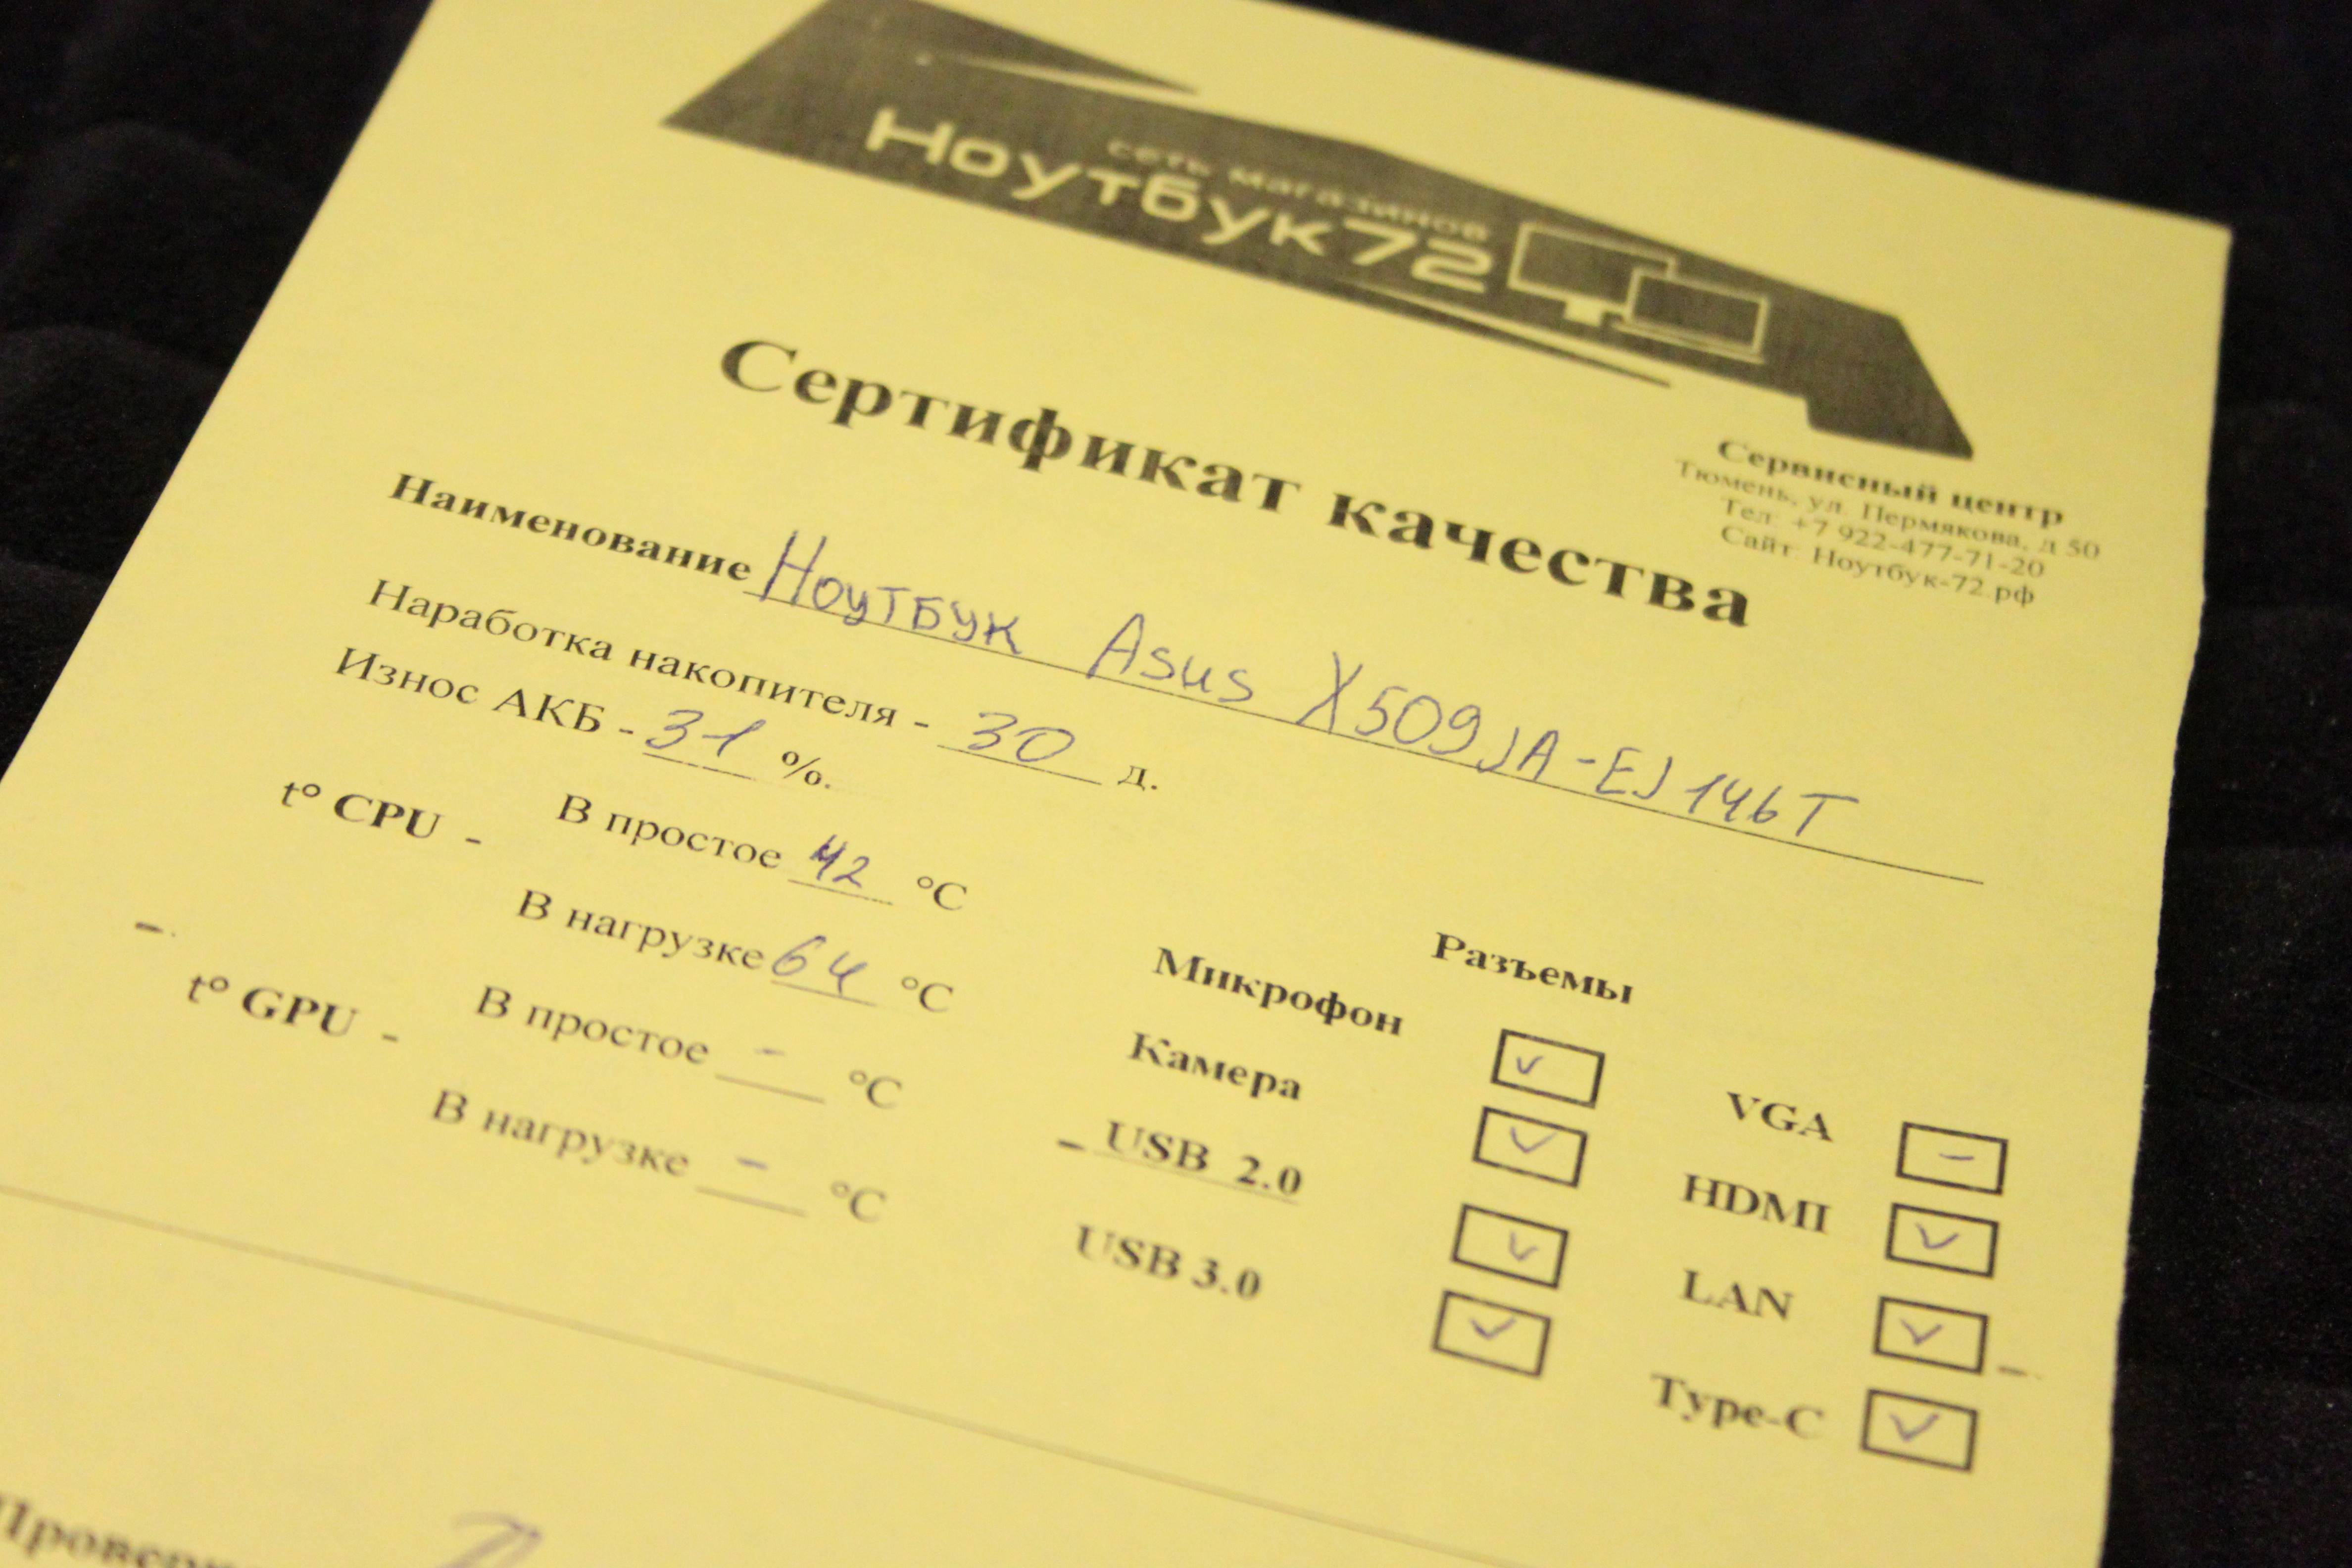 сеть магазинов
Ноутбук72
Сервисный центр
Тюмень, ул. Пермякова, д 50
Тел: +7 922-477-71-20
Сайт: Ноутбук-72.рф
Сертификат качества
Наименование Ноутбук Asus X509JA-EJ146T
Наработка накопителя - 30 д.
Износ АКБ - 31 %.
t° CPU - В простое 42 °C
В нагрузке 64 °C
t° GPU - В простое - °C
В нагрузке - °C
Разъемы
Микрофон ✓
Камера ✓
USB 2.0 ✓
USB 3.0 ✓
VGA -
HDMI ✓
LAN ✓
Type-C ✓